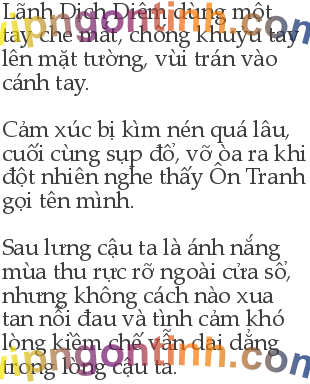 Lãnh Dịch Diêm dùng một
tay che mắt, chống khuỷu tay
lên mặt tường, vùi trán vào
cánh tay.
Cảm xúc bị kìm nén quá lâu,
cuối cùng sụp đổ, vỡ òa ra khi
đột nhiên nghe thấy Ôn Tranh
gọi tên mình.
Sau lưng cậu ta là ánh nắng
mùa thu rực rỡ ngoài cửa sổ,
nhưng không cách nào xua
tan nỗi đau và tình cảm khó
lòng kiềm chế vẫn dai dẳng
trong lòng cậu ta.
vipngontinh.com
vipngontinh.com